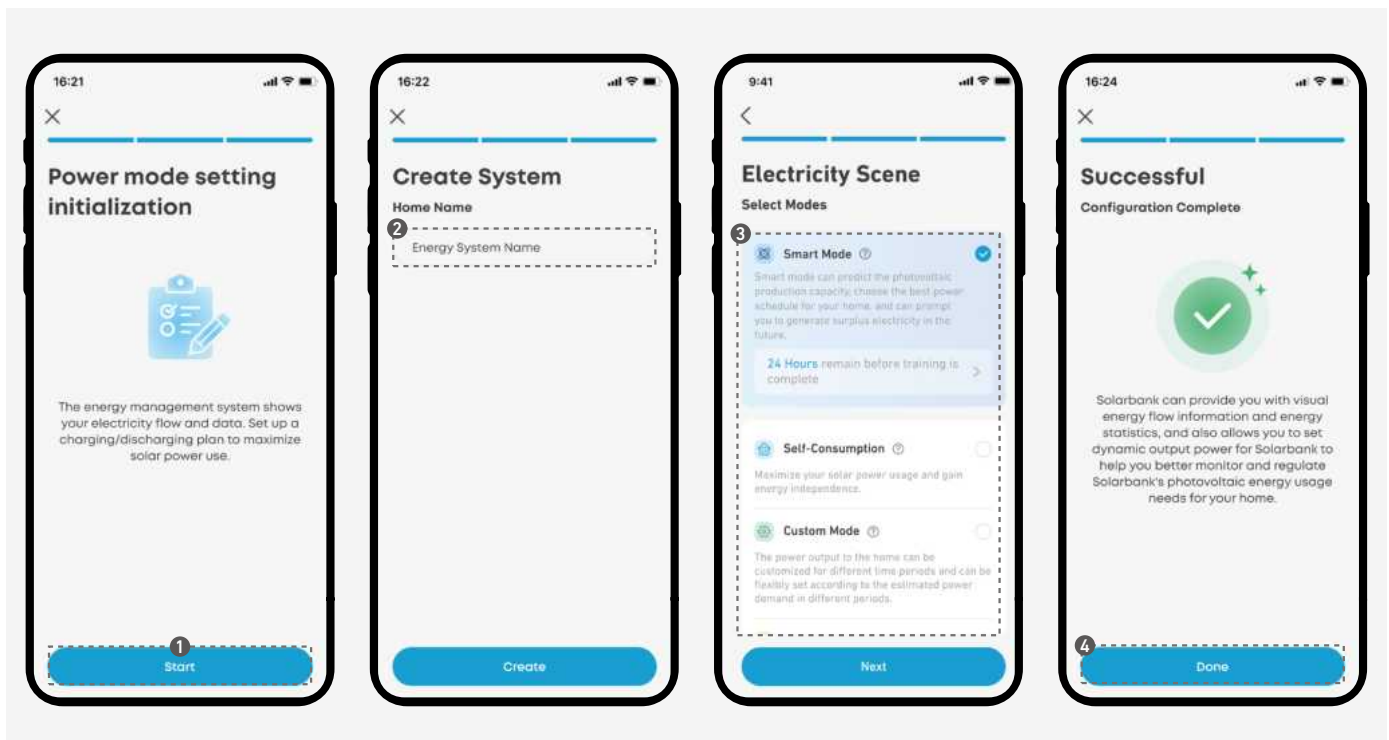 16:21
Power mode setting
initialization
The energy management system shows
your electricity flow and data. Set up a
charging/discharging plan to maximize
solar power use.
1
Start
16:22
Create System
Home Name
2
Energy System Name
Create
9:41
Electricity Scene
Select Modes
3
Smart Mode ?
Smart mode can predict the photovoltaic
production capacity, choose the best power
schedule for your home, and can prompt
you to generate surplus electricity in the
future.
24 Hours remain before training is
complete
Self-Consumption ?
Maximize your solar power usage and gain
energy independence.
Custom Mode ?
The power output to the home can be
customized for different time periods and can be
flexibly set according to the estimated power
demand in different periods.
Next
16:24
Successful
Configuration Complete
Solarbank can provide you with visual
energy flow information and energy
statistics, and also allows you to set
dynamic output power for Solarbank to
help you better monitor and regulate
Solarbank's photovoltaic energy usage
needs for your home.
4
Done